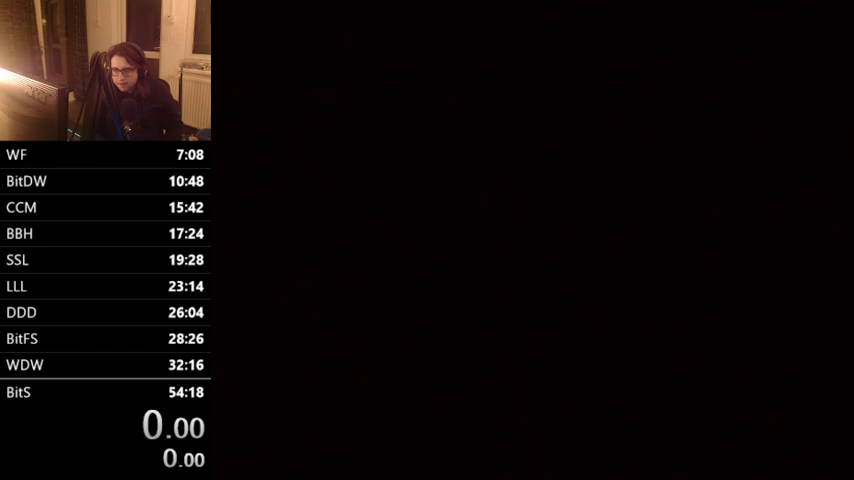 WF 7:08
BitDW 10:48
CCM 15:42
BBH 17:24
SSL 19:28
LLL 23:14
DDD 26:04
BitFS 28:26
WDW 32:16
BitS 54:18
0.00
0.00